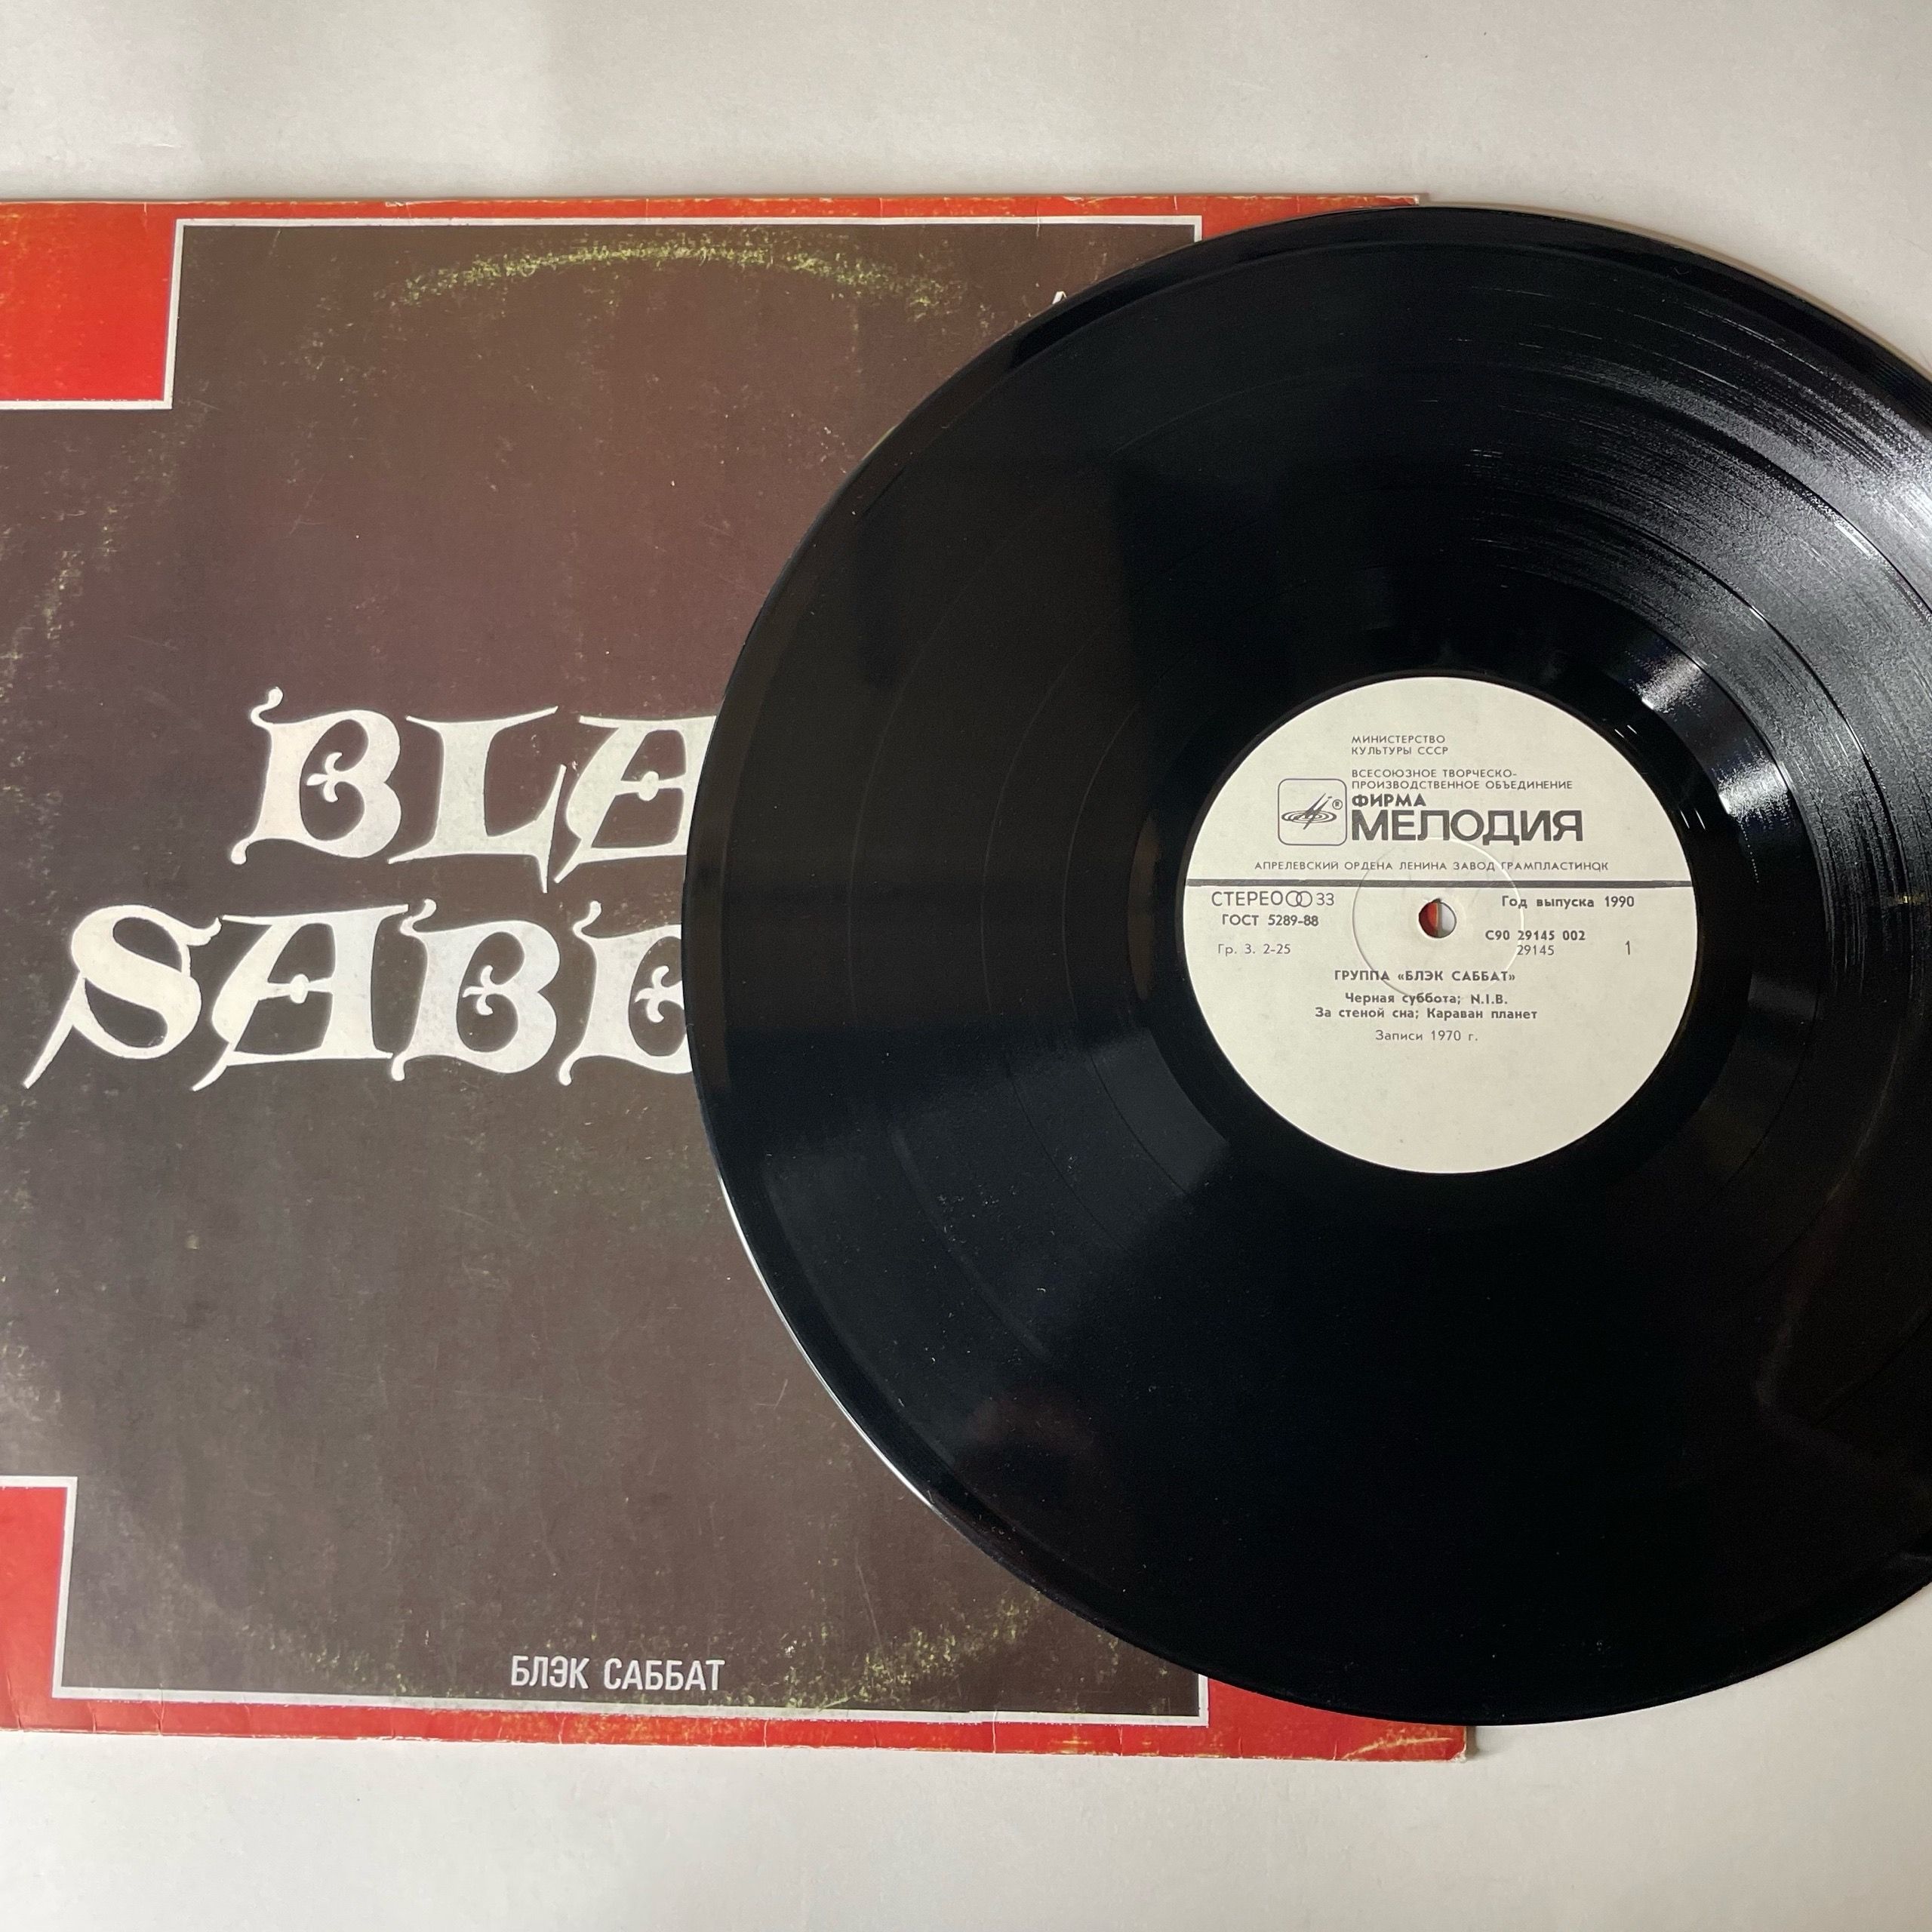 BLA
SABB
БЛЭК САББАТ
МИНИСТЕРСТВО
КУЛЬТУРЫ СССР
ВСЕСОЮЗНОЕ ТВОРЧЕСКО-
ПРОИЗВОДСТВЕННОЕ ОБЪЕДИНЕНИЕ
®
ФИРМА
МЕЛОДИЯ
АПРЕЛЕВСКИЙ ОРДЕНА ЛЕНИНА ЗАВОД ГРАМПЛАСТИНОК
СТЕРЕО 33
Год выпуска 1990
ГОСТ 5289-88
С90 29145 002
Гр. 3. 2-25
29145
1
ГРУППА «БЛЭК САББАТ»
Черная суббота; N.I.B.
За стеной сна; Караван планет
Записи 1970 г.